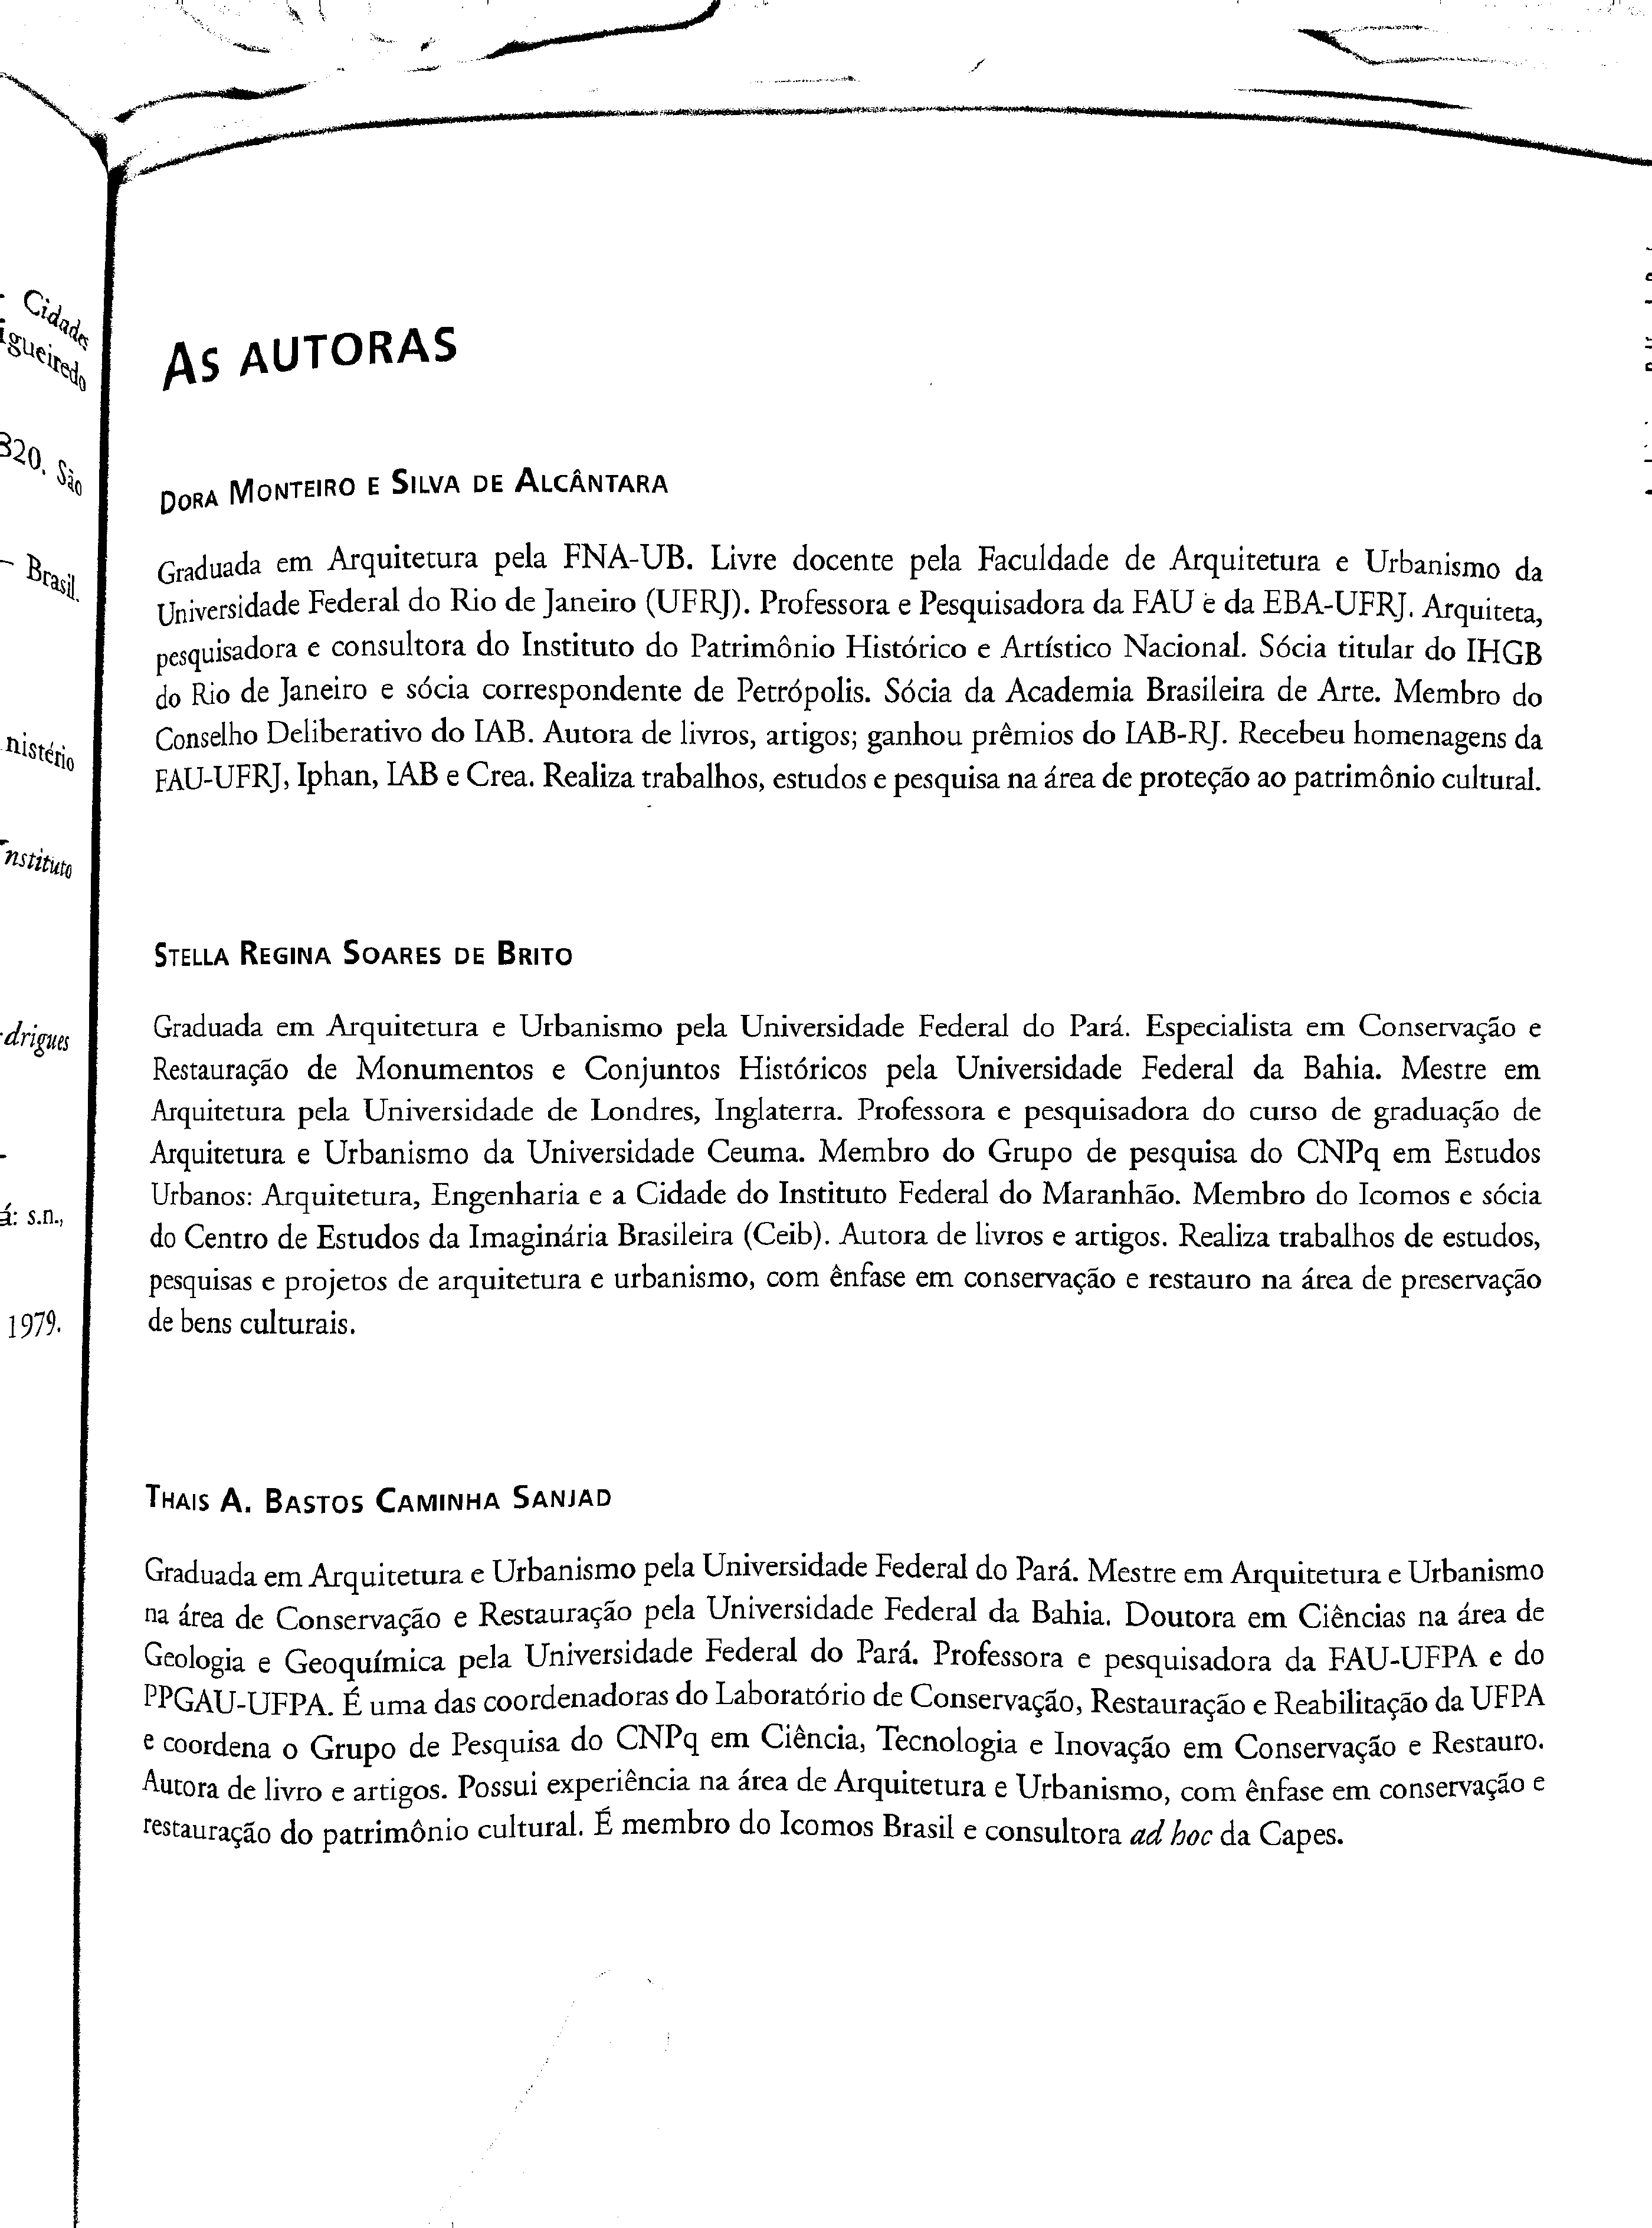 Cidades
igueiredo
320. São
– Brasil.
nistério
nstituto
drigues
á: s.n.,
1979.
As autoras
Dora Monteiro e Silva de Alcântara
Graduada em Arquitetura pela FNA-UB. Livre docente pela Faculdade de Arquitetura e Urbanismo da
Universidade Federal do Rio de Janeiro (UFRJ). Professora e Pesquisadora da FAU e da EBA-UFRJ. Arquiteta,
pesquisadora e consultora do Instituto do Patrimônio Histórico e Artístico Nacional. Sócia titular do IHGB
do Rio de Janeiro e sócia correspondente de Petrópolis. Sócia da Academia Brasileira de Arte. Membro do
Conselho Deliberativo do IAB. Autora de livros, artigos; ganhou prêmios do IAB-RJ. Recebeu homenagens da
FAU-UFRJ, Iphan, IAB e Crea. Realiza trabalhos, estudos e pesquisa na área de proteção ao patrimônio cultural.
Stella Regina Soares de Brito
Graduada em Arquitetura e Urbanismo pela Universidade Federal do Pará. Especialista em Conservação e
Restauração de Monumentos e Conjuntos Históricos pela Universidade Federal da Bahia. Mestre em
Arquitetura pela Universidade de Londres, Inglaterra. Professora e pesquisadora do curso de graduação de
Arquitetura e Urbanismo da Universidade Ceuma. Membro do Grupo de pesquisa do CNPq em Estudos
Urbanos: Arquitetura, Engenharia e a Cidade do Instituto Federal do Maranhão. Membro do Icomos e sócia
do Centro de Estudos da Imaginária Brasileira (Ceib). Autora de livros e artigos. Realiza trabalhos de estudos,
pesquisas e projetos de arquitetura e urbanismo, com ênfase em conservação e restauro na área de preservação
de bens culturais.
Thais A. Bastos Caminha Sanjad
Graduada em Arquitetura e Urbanismo pela Universidade Federal do Pará. Mestre em Arquitetura e Urbanismo
na área de Conservação e Restauração pela Universidade Federal da Bahia. Doutora em Ciências na área de
Geologia e Geoquímica pela Universidade Federal do Pará. Professora e pesquisadora da FAU-UFPA e do
PPGAU-UFPA. É uma das coordenadoras do Laboratório de Conservação, Restauração e Reabilitação da UFPA
e coordena o Grupo de Pesquisa do CNPq em Ciência, Tecnologia e Inovação em Conservação e Restauro.
Autora de livro e artigos. Possui experiência na área de Arquitetura e Urbanismo, com ênfase em conservação e
restauração do patrimônio cultural. É membro do Icomos Brasil e consultora ad hoc da Capes.